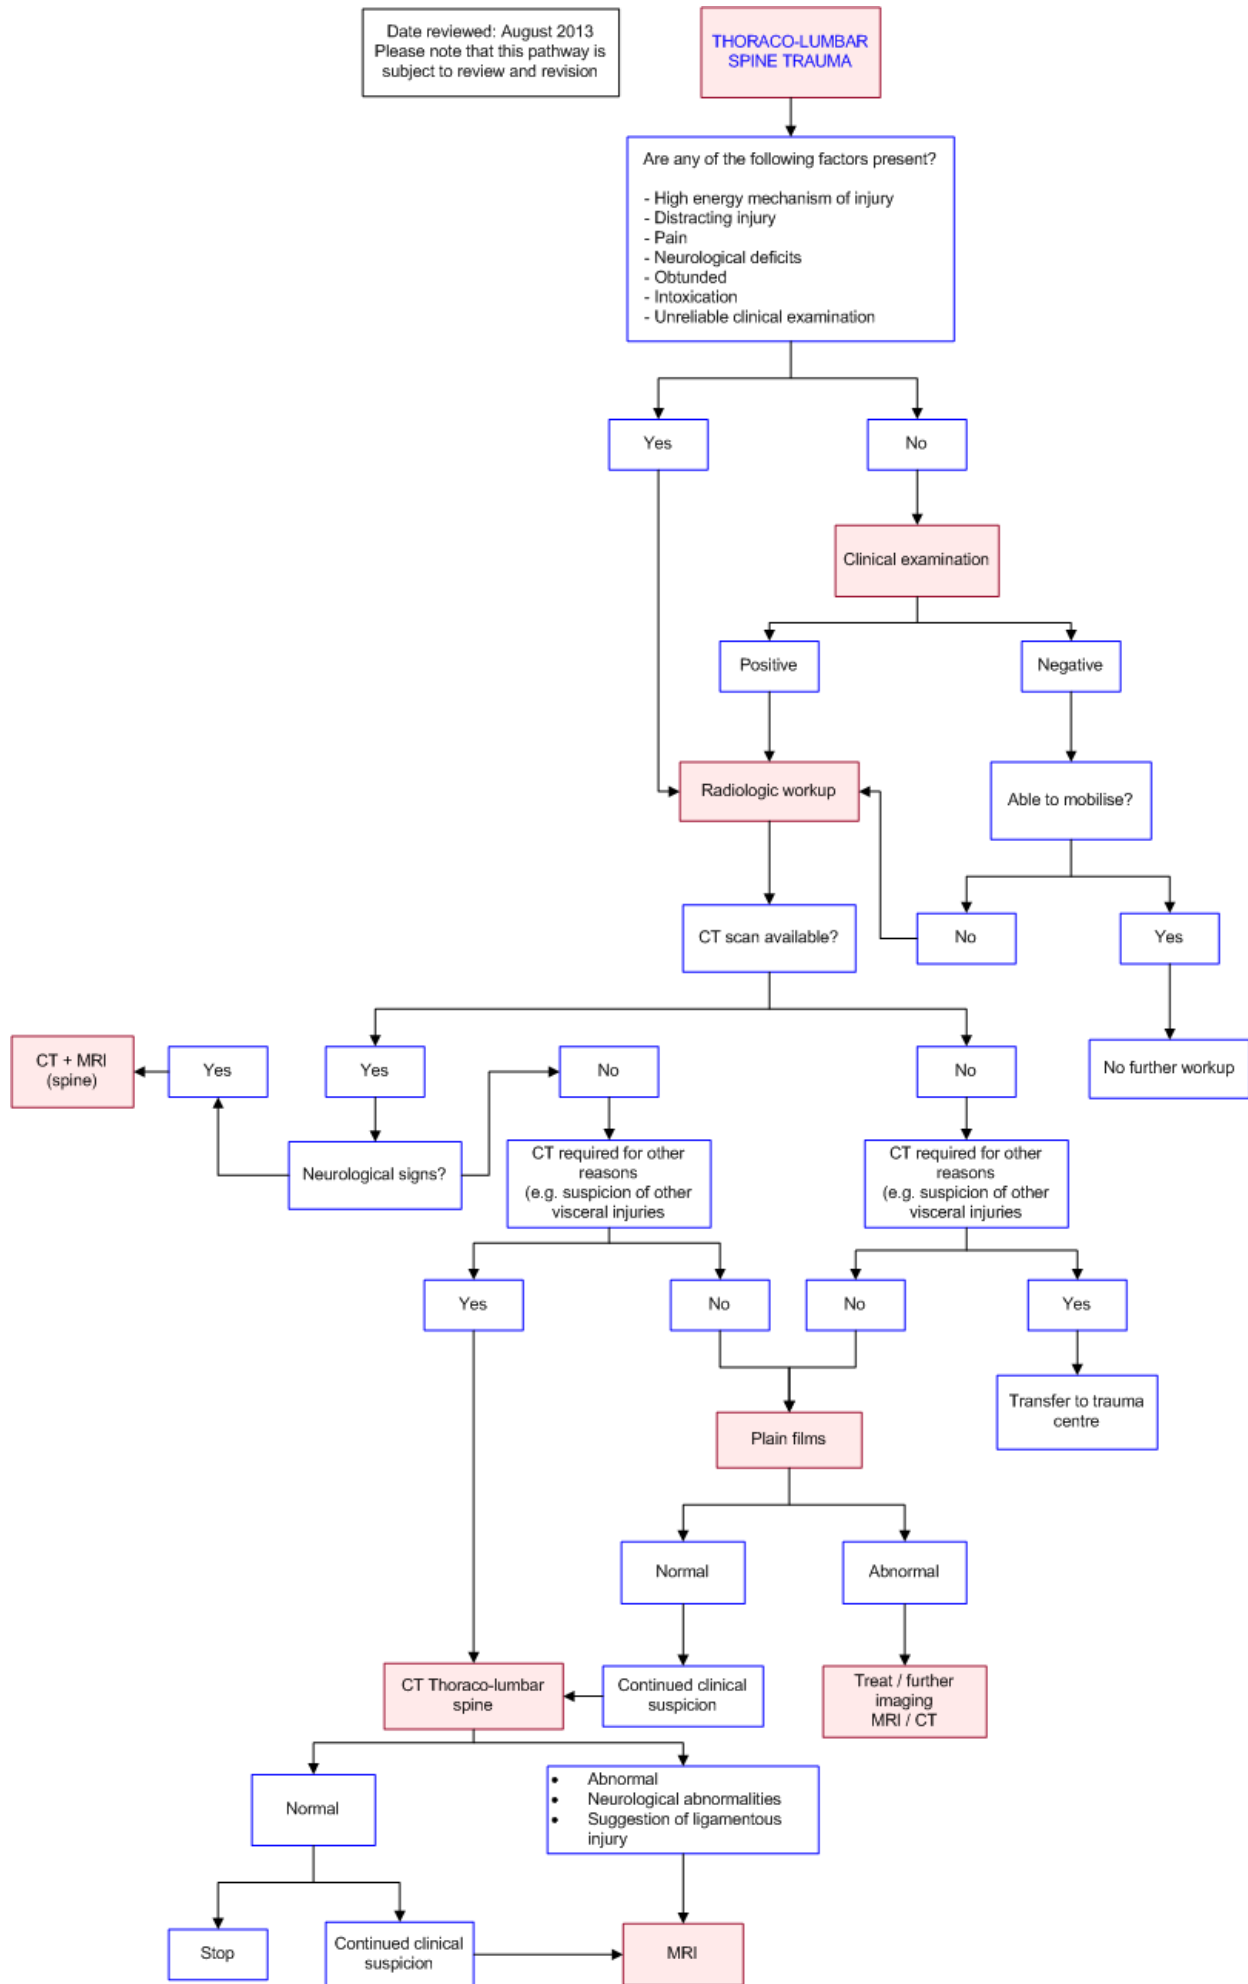 Date reviewed: August 2013
Please note that this pathway is
subject to review and revision
THORACO-LUMBAR
SPINE TRAUMA
Are any of the following factors present?
- High energy mechanism of injury
- Distracting injury
- Pain
- Neurological deficits
- Obtunded
- Intoxication
- Unreliable clinical examination
Yes
No
Clinical examination
Positive
Negative
Radiologic workup
Able to mobilise?
CT scan available?
No
Yes
No further workup
CT + MRI
(spine)
Yes
Yes
No
No
Neurological signs?
CT required for other
reasons
(e.g. suspicion of other
visceral injuries
CT required for other
reasons
(e.g. suspicion of other
visceral injuries
Yes
No
No
Yes
Transfer to trauma
centre
Plain films
Normal
Abnormal
CT Thoraco-lumbar
spine
Continued clinical
suspicion
Treat / further
imaging
MRI / CT
Normal
• Abnormal
• Neurological abnormalities
• Suggestion of ligamentous
injury
Stop
Continued clinical
suspicion
MRI